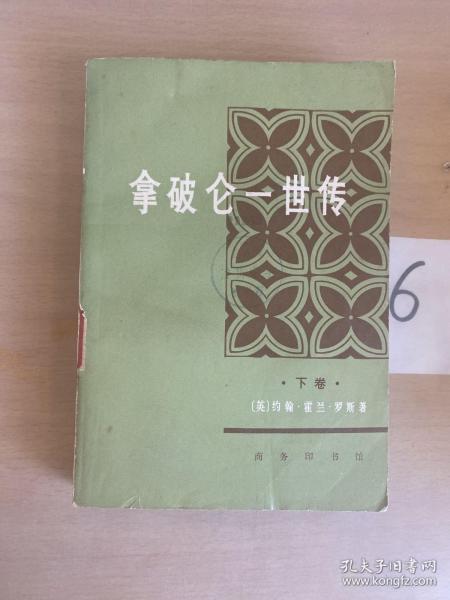 拿破仑一世传
·下卷·
〔英〕约翰·霍兰·罗斯著
商务印书馆
6
孔夫子旧书网
www.kongfz.com